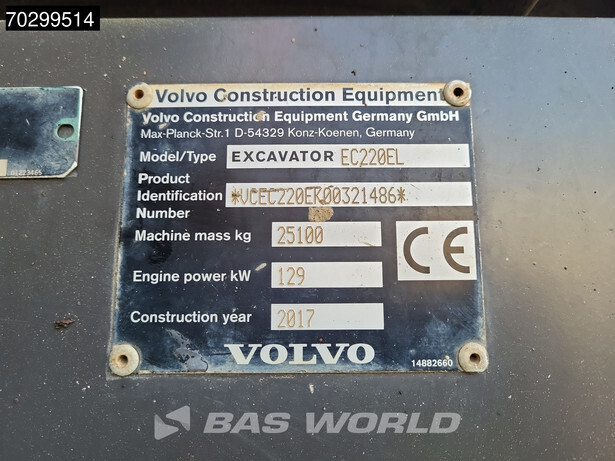 70299514
Volvo Construction Equipment
Volvo Construction Equipment Germany GmbH
Max-Planck-Str.1 D-54329 Konz-Koenen, Germany
Model/Type EXCAVATOR EC220EL
Product
Identification *VCEC220EK00321486*
Number
Machine mass kg 25100
CE
Engine power kW 129
Construction year 2017
VOLVO
14882660
BAS WORLD